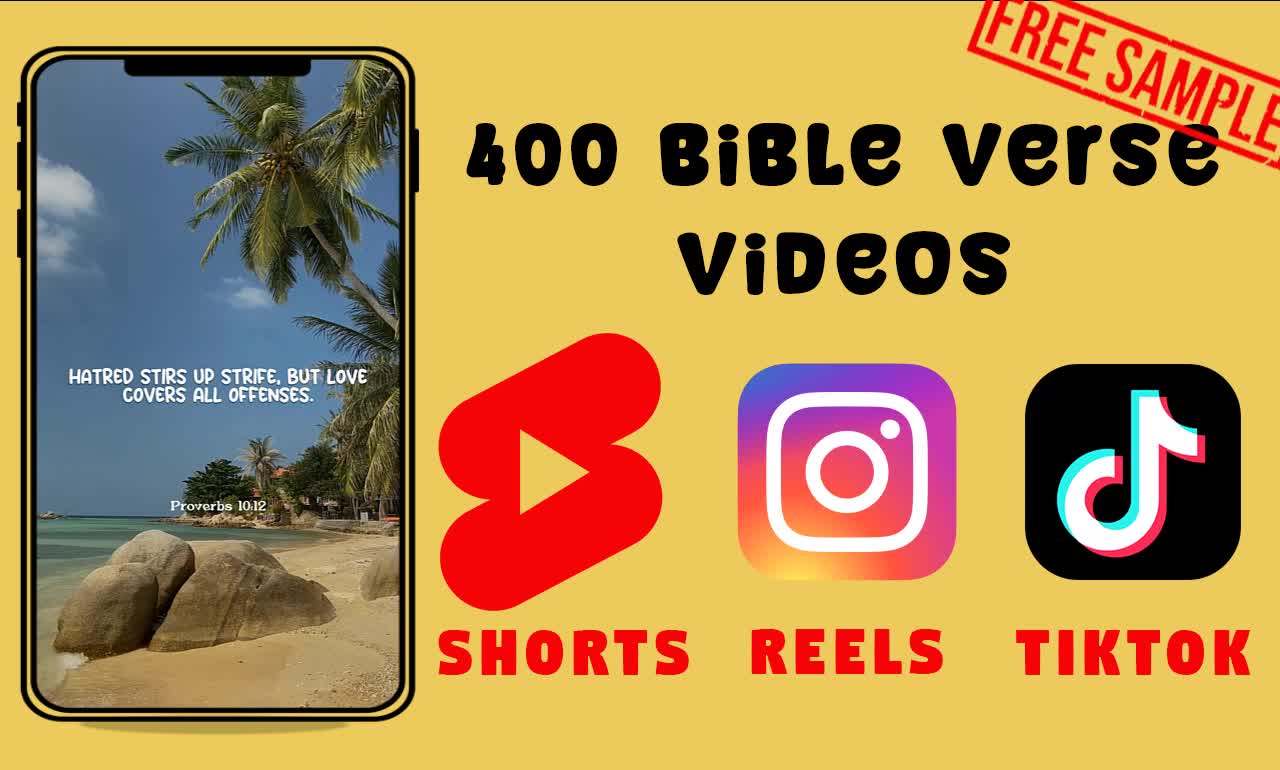 FREE SAMPLE
400 BiBLe Verse
ViDeOS
HATRED STIRS UP STRIFE, BUT LOVE
COVERS ALL OFFENSES.
Proverbs 10:12
SHORTS
REELS
TIKTOK